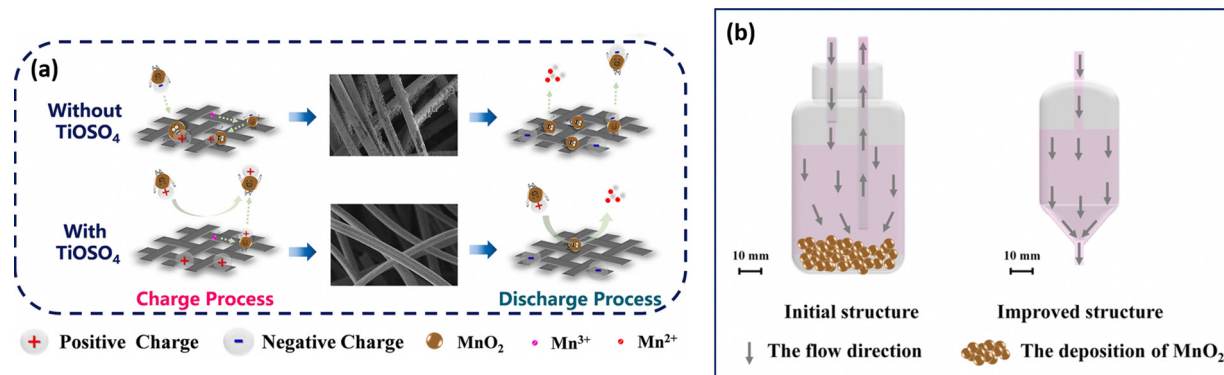 (a)
Without
TiOSO₄
With
TiOSO₄
Charge Process
Discharge Process
+ Positive Charge
- Negative Charge
MnO₂
Mn³⁺
Mn²⁺
(b)
10 mm
10 mm
Initial structure
Improved structure
The flow direction
The deposition of MnO₂